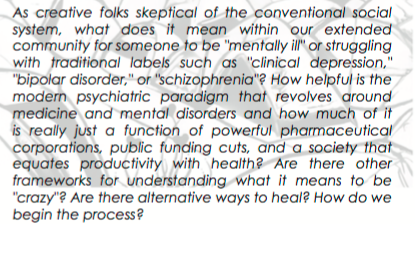 As creative folks skeptical of the conventional social
system, what does it mean within our extended
community for someone to be "mentally ill" or struggling
with traditional labels such as "clinical depression,"
"bipolar disorder," or "schizophrenia"? How helpful is the
modern psychiatric paradigm that revolves around
medicine and mental disorders and how much of it
is really just a function of powerful pharmaceutical
corporations, public funding cuts, and a society that
equates productivity with health? Are there other
frameworks for understanding what it means to be
"crazy"? Are there alternative ways to heal? How do we
begin the process?